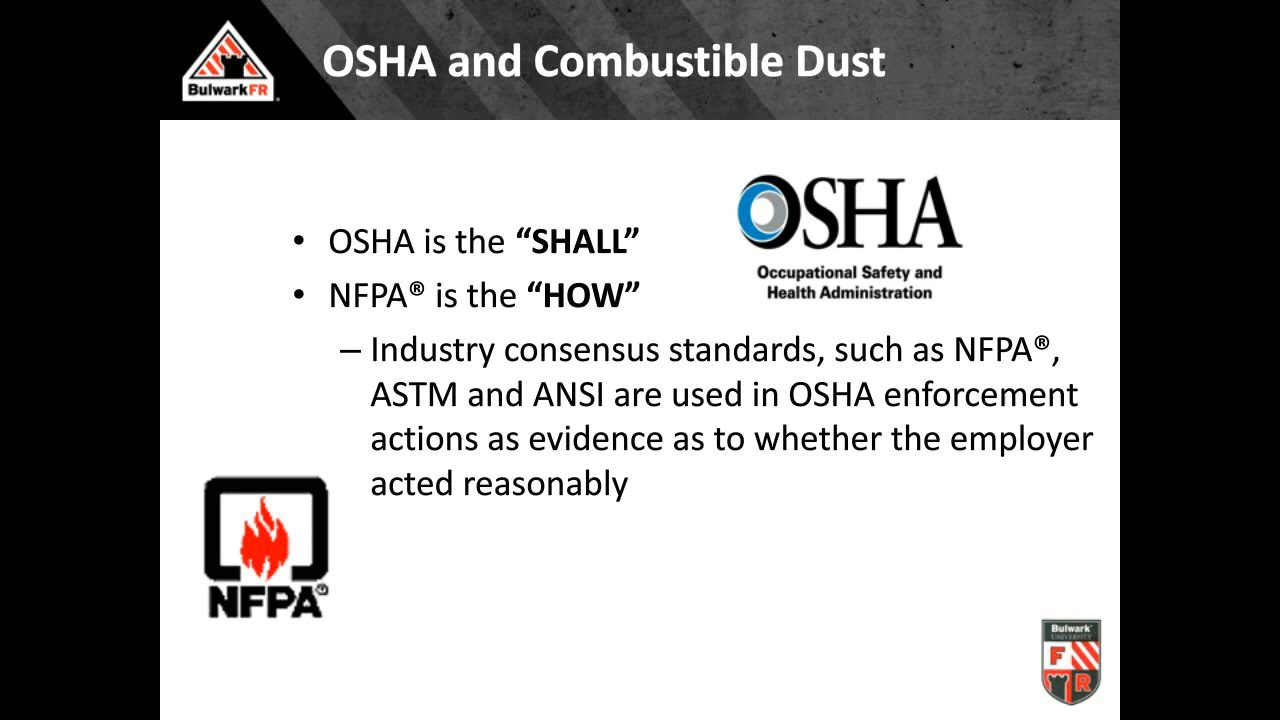 BulwarkFR
OSHA and Combustible Dust
OSHA
Occupational Safety and
Health Administration
• OSHA is the “SHALL”
• NFPA® is the “HOW”
– Industry consensus standards, such as NFPA®,
ASTM and ANSI are used in OSHA enforcement
actions as evidence as to whether the employer
acted reasonably
NFPA®
Bulwark®
UNIVERSITY
F
R